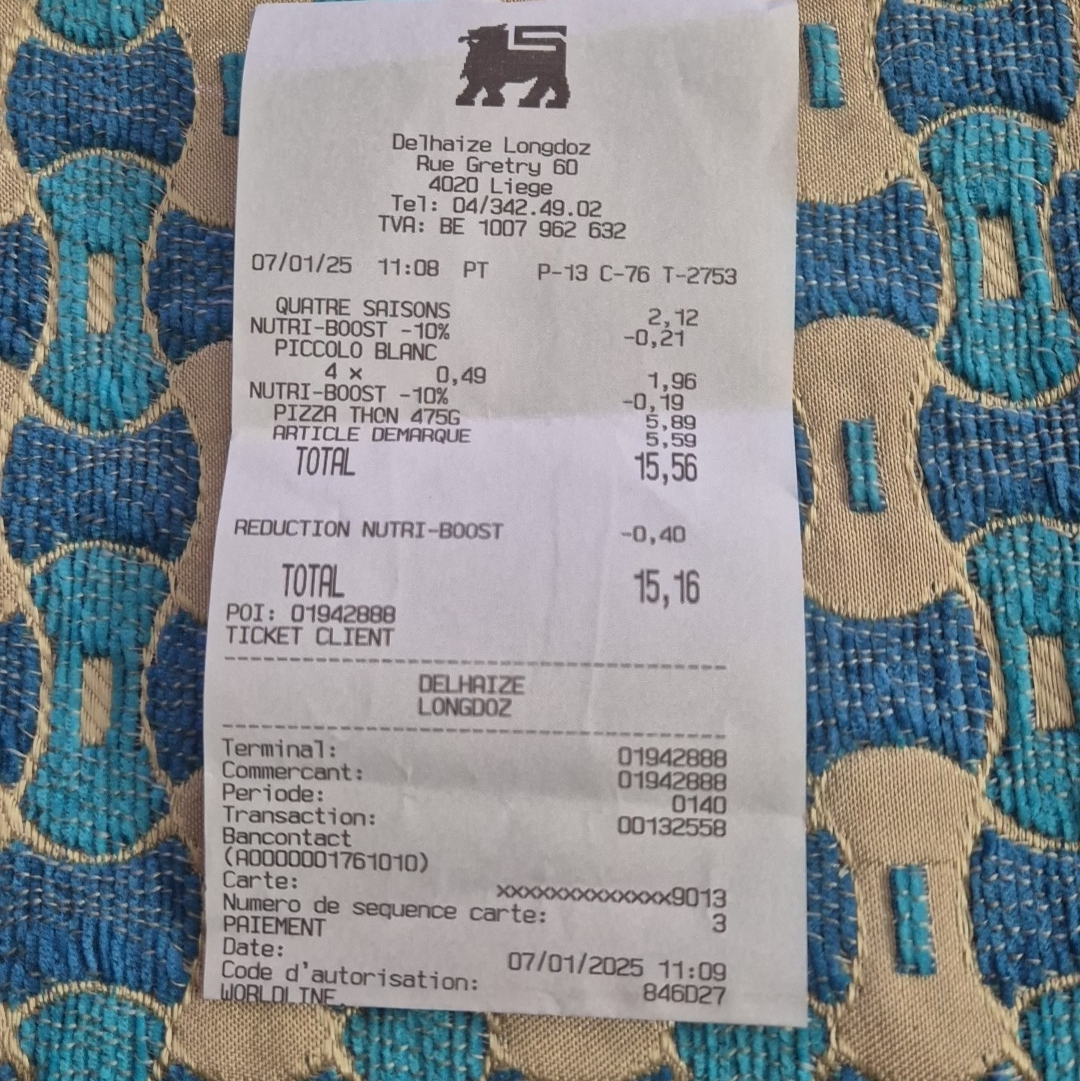 Delhaize Longdoz
Rue Gretry 60
4020 Liege
Tel: 04/342.49.02
TVA: BE 1007 962 632
07/01/25 11:08 PT P-13 C-76 T-2753
QUATRE SAISONS 2,12
NUTRI-BOOST -10% -0,21
PICCOLO BLANC
4 x 0,49 1,96
NUTRI-BOOST -10% -0,19
PIZZA THON 475G 5,89
ARTICLE DEMARQUE 5,59
TOTAL 15,56
REDUCTION NUTRI-BOOST -0,40
TOTAL 15,16
POI: 01942888
TICKET CLIENT
DELHAIZE
LONGDOZ
Terminal: 01942888
Commercant: 01942888
Periode: 0140
Transaction: 00132558
Bancontact
(A0000001761010)
Carte: xxxxxxxxxxxxx9013
Numero de sequence carte: 3
PAIEMENT
Date: 07/01/2025 11:09
Code d'autorisation: 846D27
WORLDLINE